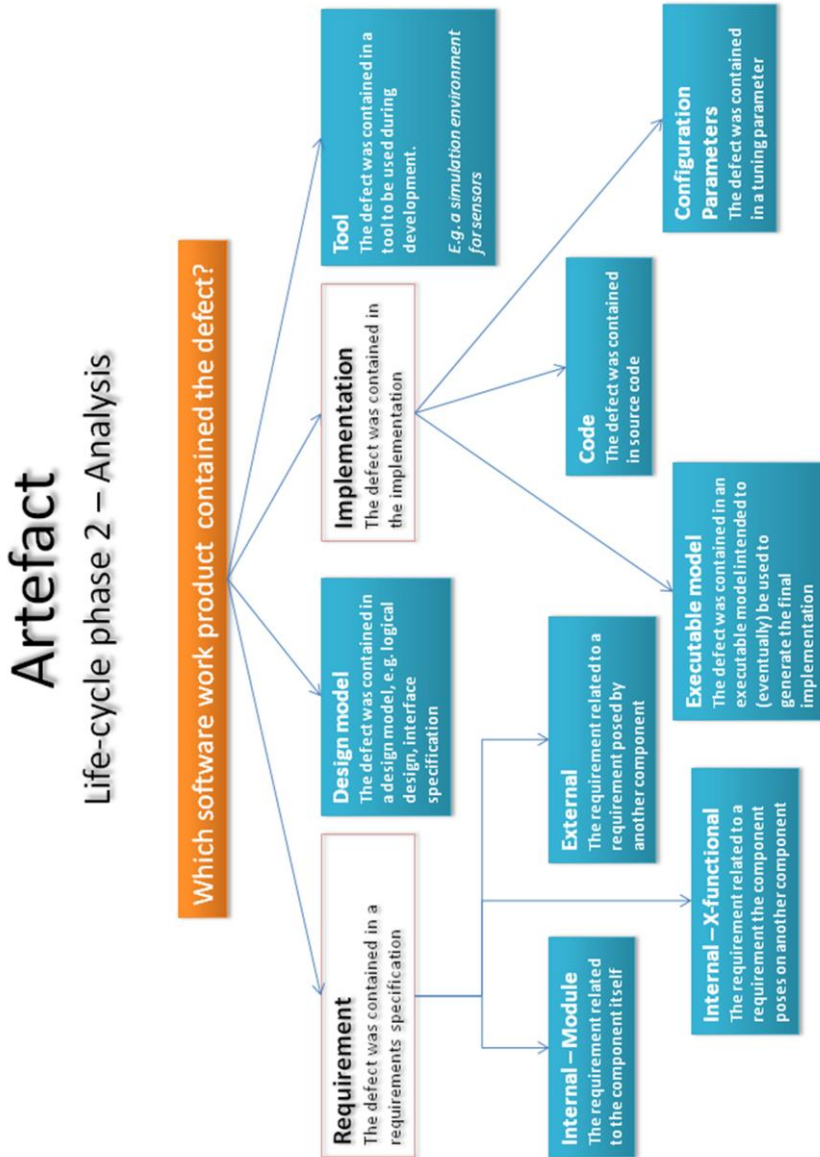 Artefact
Life-cycle phase 2 – Analysis
Which software work product contained the defect?
Requirement
The defect was contained in a
requirements specification
Design model
The defect was contained in
a design model, e.g. logical
design, interface
specification
Implementation
The defect was contained in
the implementation
Tool
The defect was contained in a
tool to be used during
development.
E.g. a simulation environment
for sensors
Internal – Module
The requirement related
to the component itself
Internal – X-functional
The requirement related to a
requirement the component
poses on another component
External
The requirement related to a
requirement posed by
another component
Executable model
The defect was contained in an
executable model intended to
(eventually) be used to
generate the final
implementation
Code
The defect was contained
in source code
Configuration
Parameters
The defect was contained
in a tuning parameter